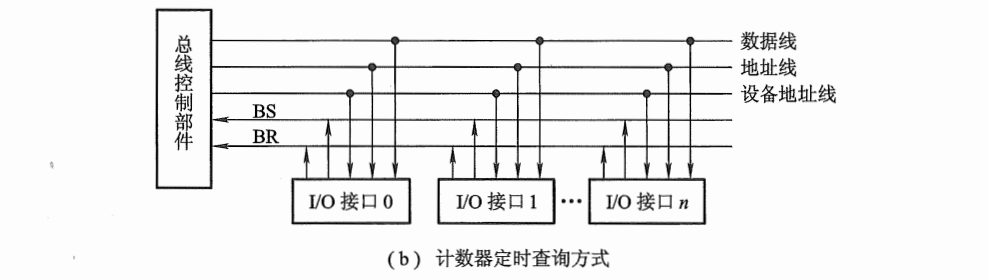 总线控制部件
数据线
地址线
设备地址线
BS
BR
I/O 接口 0
I/O 接口 1
…
I/O 接口 n
(b) 计数器定时查询方式